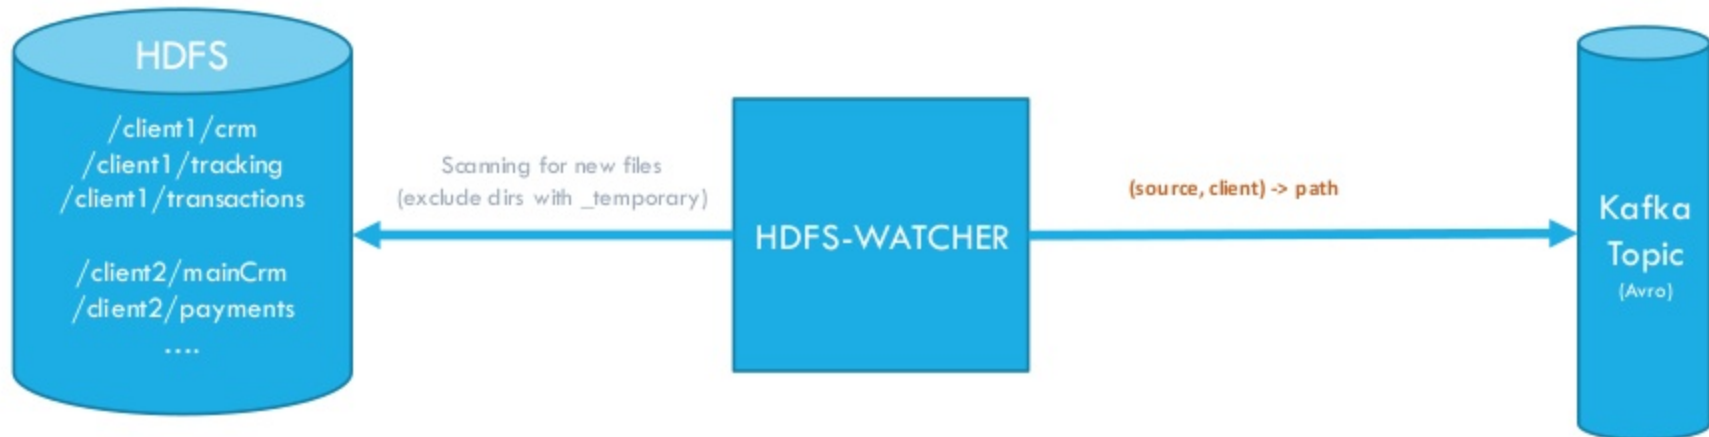 HDFS
/client1/crm
/client1/tracking
/client1/transactions
/client2/mainCrm
/client2/payments
....
Scanning for new files
(exclude dirs with _temporary)
HDFS-WATCHER
(source, client) -> path
Kafka
Topic
(Avro)